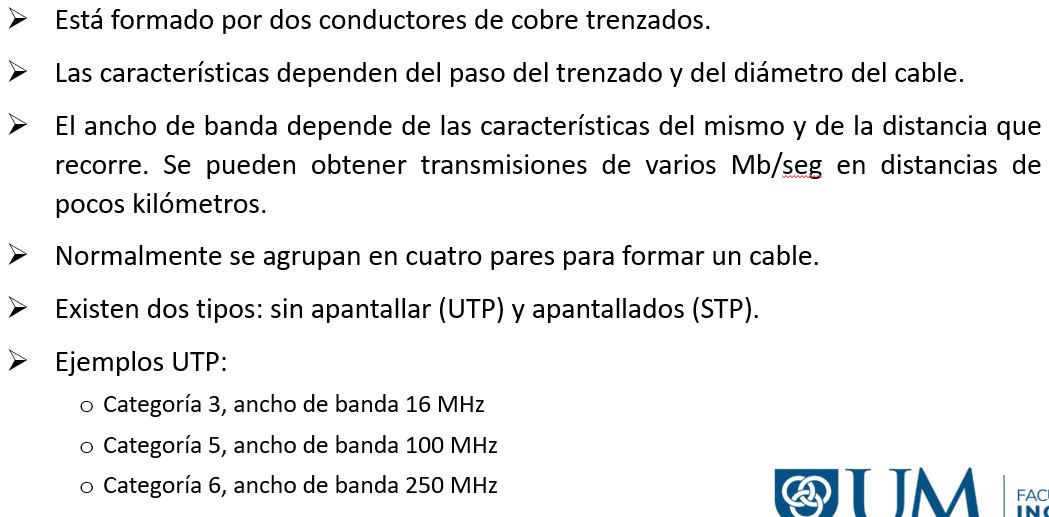 ➢ Está formado por dos conductores de cobre trenzados.
➢ Las características dependen del paso del trenzado y del diámetro del cable.
➢ El ancho de banda depende de las características del mismo y de la distancia que
recorre. Se pueden obtener transmisiones de varios Mb/seg en distancias de
pocos kilómetros.
➢ Normalmente se agrupan en cuatro pares para formar un cable.
➢ Existen dos tipos: sin apantallar (UTP) y apantallados (STP).
➢ Ejemplos UTP:
o Categoría 3, ancho de banda 16 MHz
o Categoría 5, ancho de banda 100 MHz
o Categoría 6, ancho de banda 250 MHz
UM